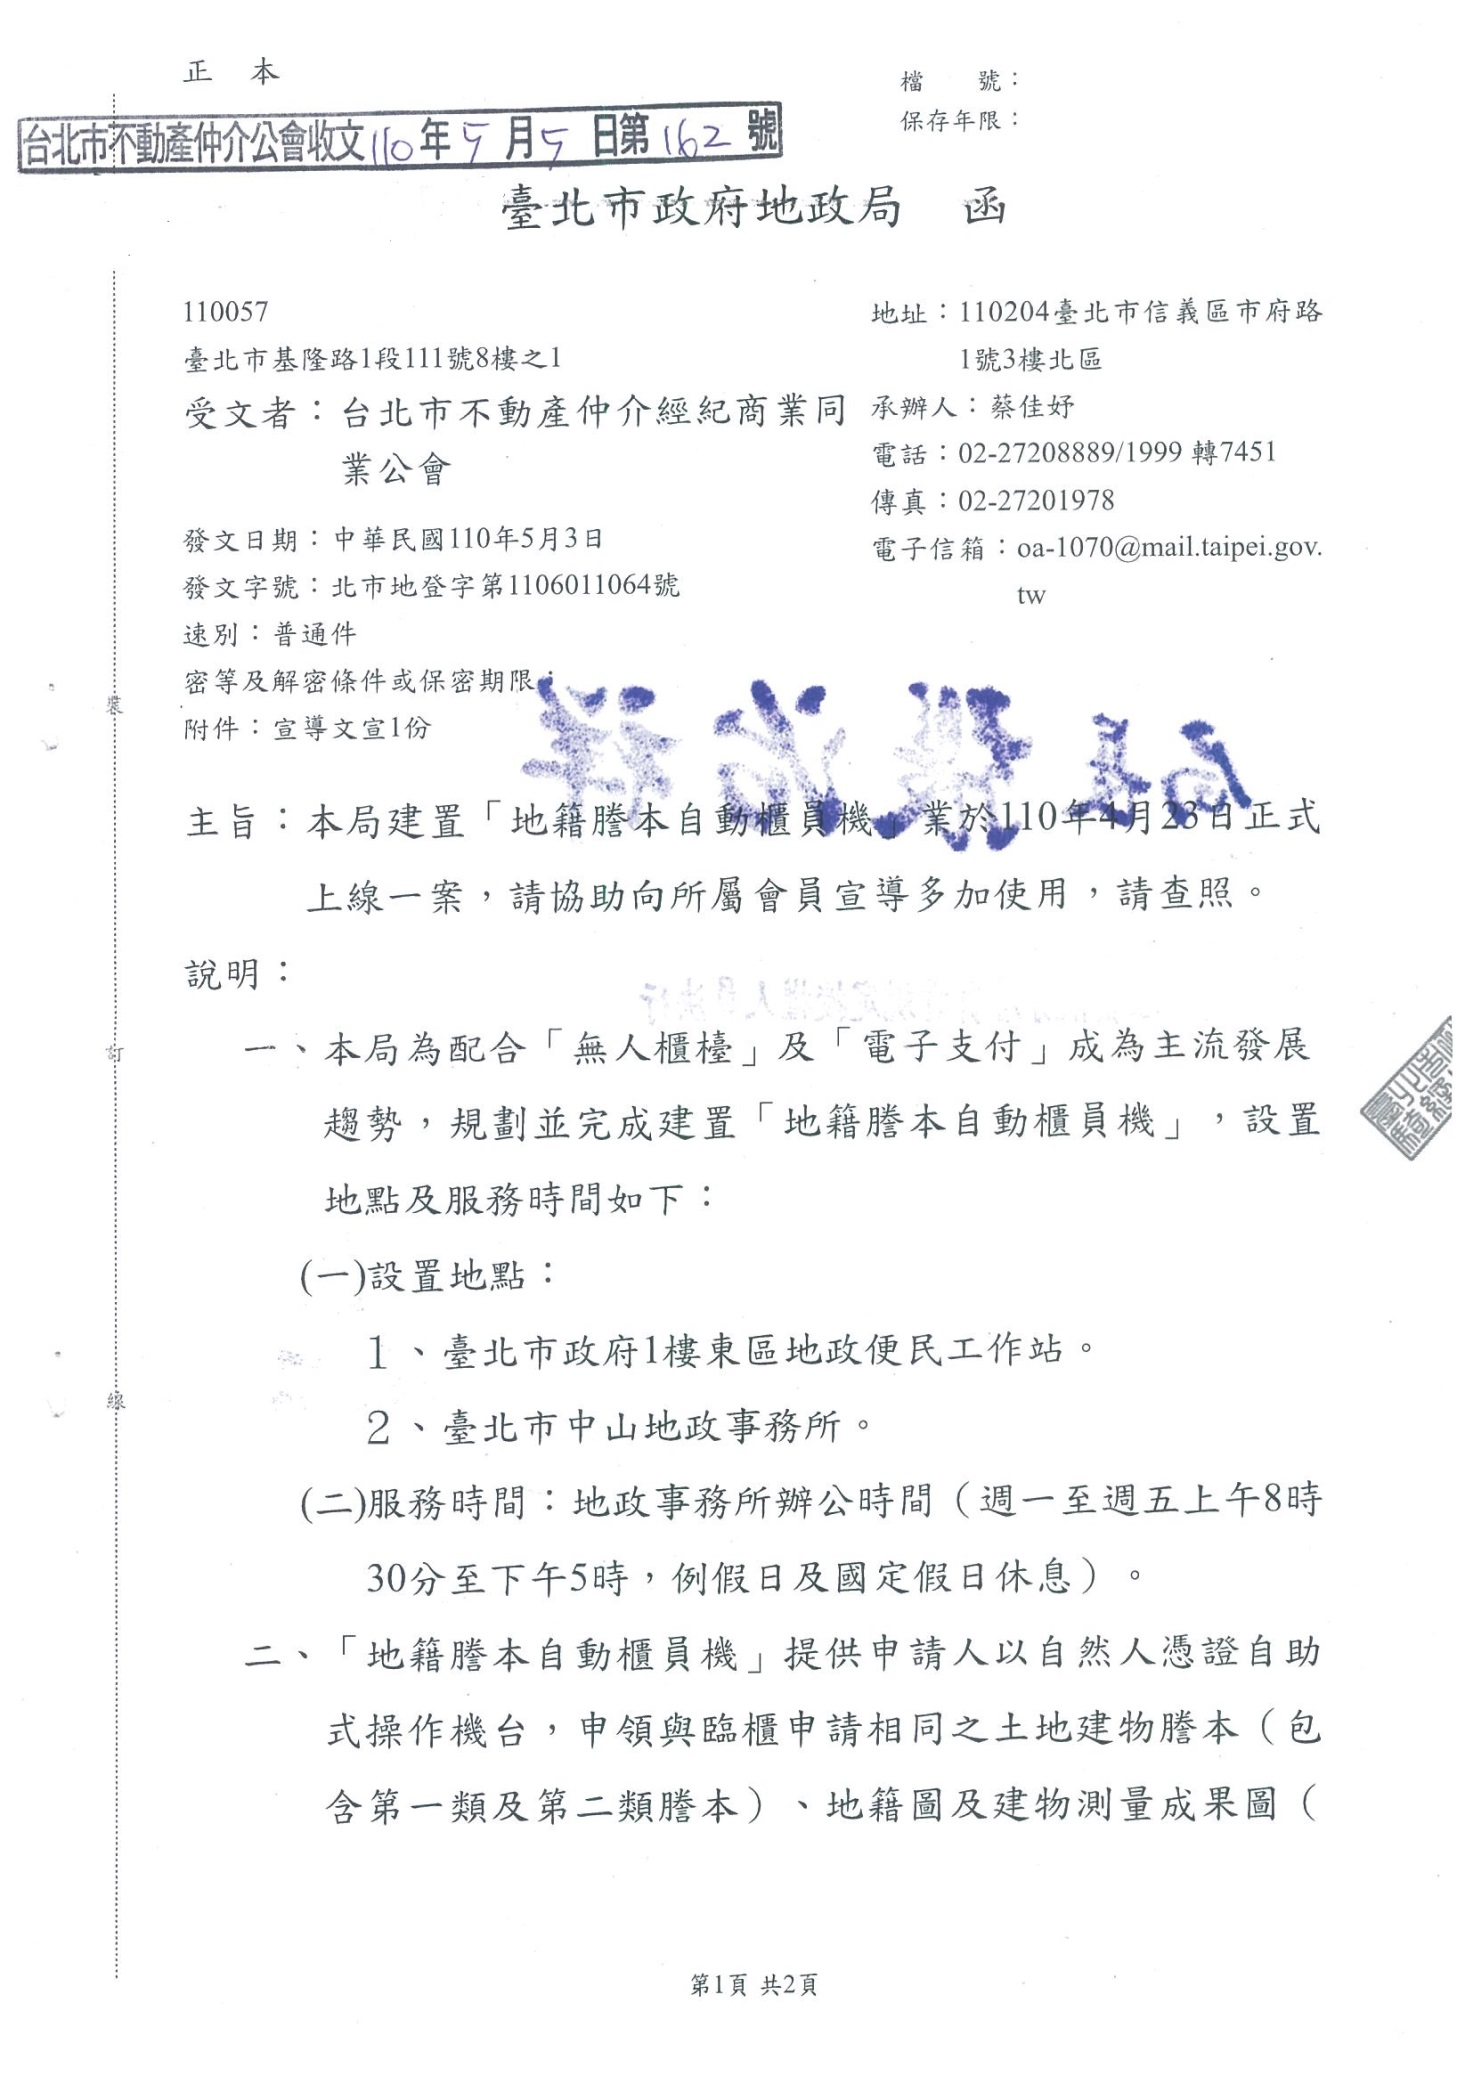 正　本
檔　　號：
保存年限：
台北市不動產仲介公會收文110年5月5日第162號
臺北市政府地政局　函
110057
臺北市基隆路1段111號8樓之1
受文者：台北市不動產仲介經紀商業同
業公會
地址：110204臺北市信義區市府路
1號3樓北區
承辦人：蔡佳妤
電話：02-27208889/1999 轉7451
傳真：02-27201978
電子信箱：oa-1070@mail.taipei.gov.
tw
發文日期：中華民國110年5月3日
發文字號：北市地登字第1106011064號
速別：普通件
密等及解密條件或保密期限：
附件：宣導文宣1份
主旨：本局建置「地籍謄本自動櫃員機」業於110年4月23日正式
上線一案，請協助向所屬會員宣導多加使用，請查照。
說明：
一、本局為配合「無人櫃檯」及「電子支付」成為主流發展
趨勢，規劃並完成建置「地籍謄本自動櫃員機」，設置
地點及服務時間如下：
(一)設置地點：
１、臺北市政府1樓東區地政便民工作站。
２、臺北市中山地政事務所。
(二)服務時間：地政事務所辦公時間（週一至週五上午8時
30分至下午5時，例假日及國定假日休息）。
二、「地籍謄本自動櫃員機」提供申請人以自然人憑證自助
式操作機台，申領與臨櫃申請相同之土地建物謄本（包
含第一類及第二類謄本）、地籍圖及建物測量成果圖（
裝
訂
線
第1頁 共2頁